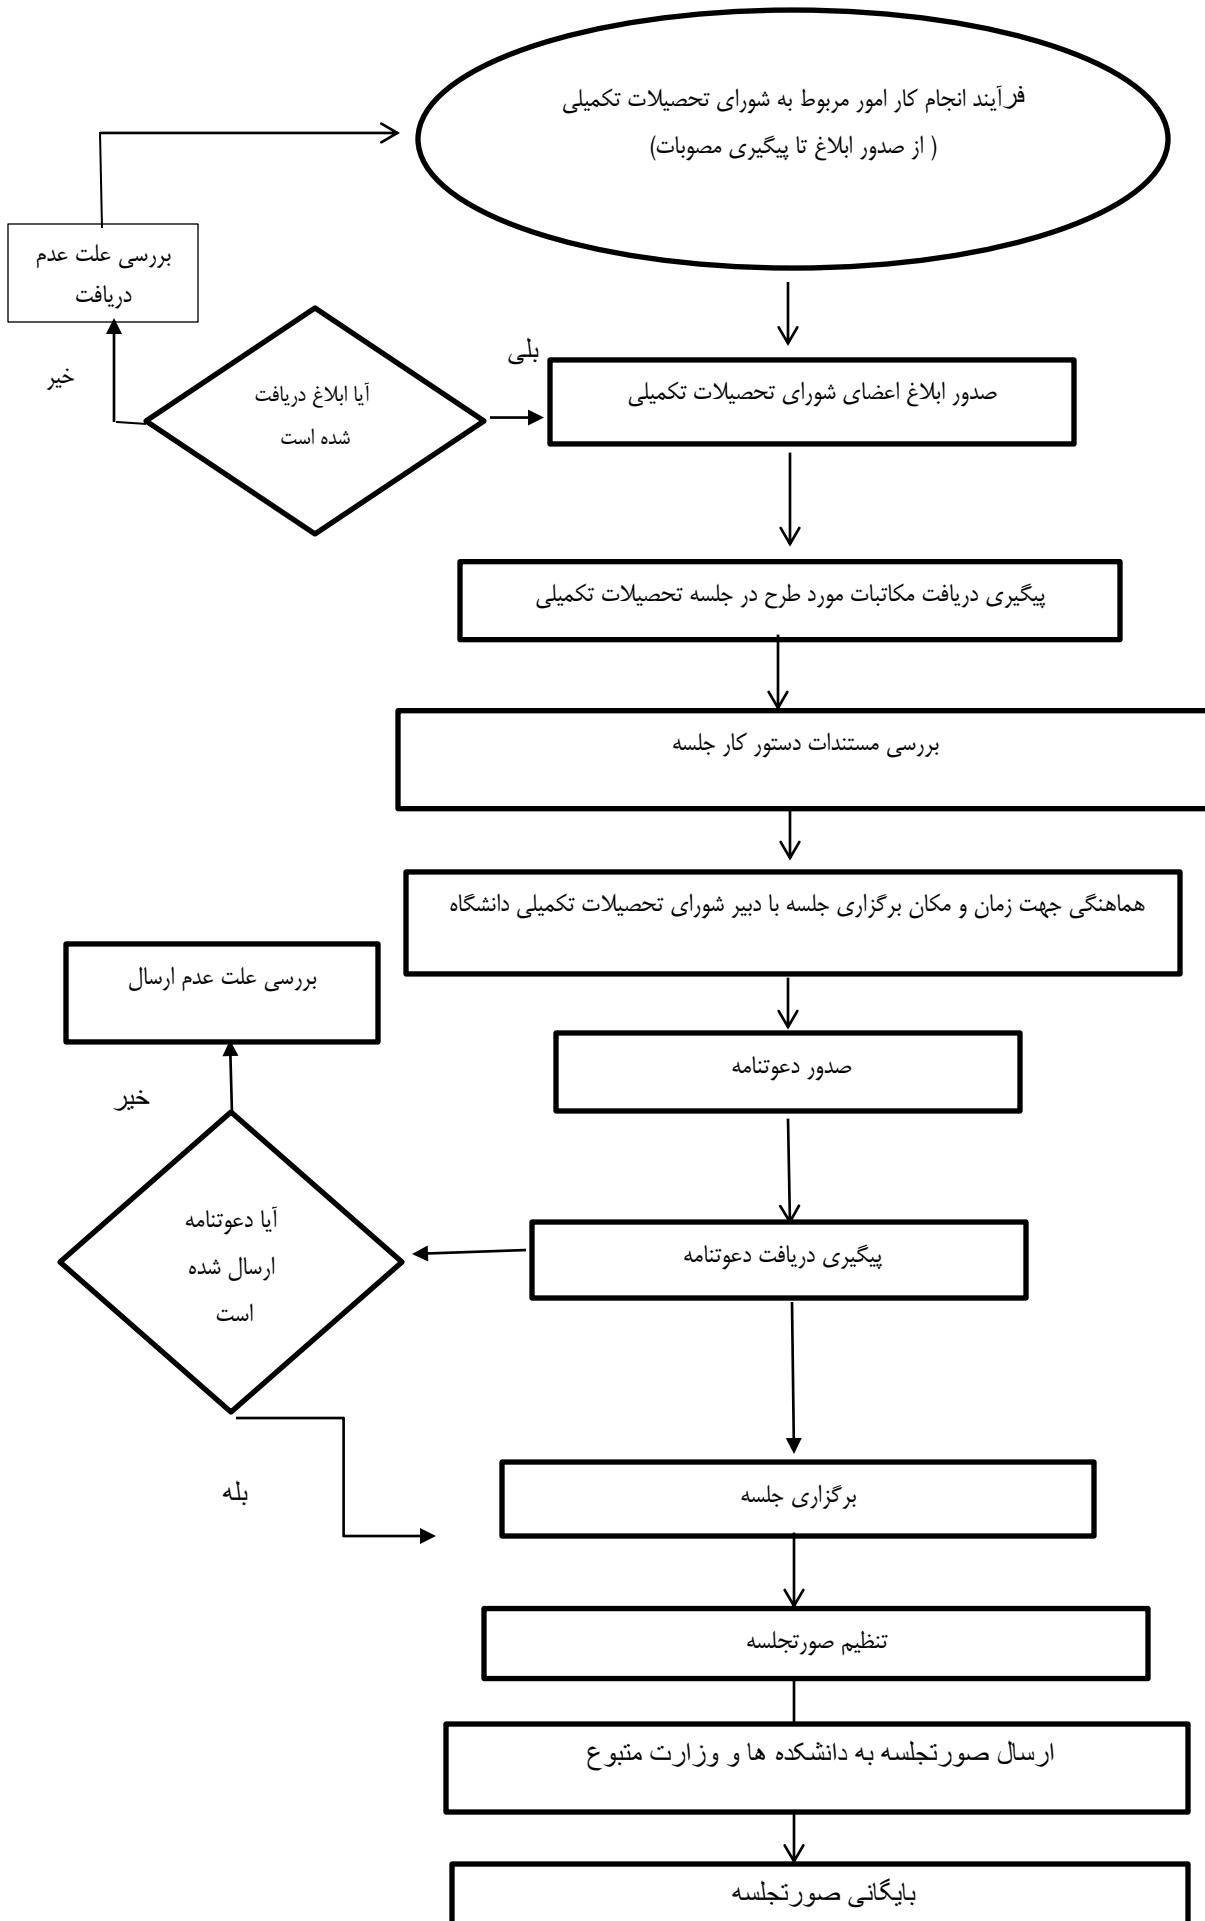 فرآیند انجام کار امور مربوط به شورای تحصیلات تکمیلی
( از صدور ابلاغ تا پیگیری مصوبات)
بررسی علت عدم
دریافت
خیر
آیا ابلاغ دریافت
شده است
بلی
صدور ابلاغ اعضای شورای تحصیلات تکمیلی
پیگیری دریافت مکاتبات مورد طرح در جلسه تحصیلات تکمیلی
بررسی مستندات دستور کار جلسه
هماهنگی جهت زمان و مکان برگزاری جلسه با دبیر شورای تحصیلات تکمیلی دانشگاه
بررسی علت عدم ارسال
صدور دعوتنامه
خیر
آیا دعوتنامه
ارسال شده
است
پیگیری دریافت دعوتنامه
بله
برگزاری جلسه
تنظیم صورتجلسه
ارسال صورتجلسه به دانشکده ها و وزارت متبوع
بایگانی صورتجلسه